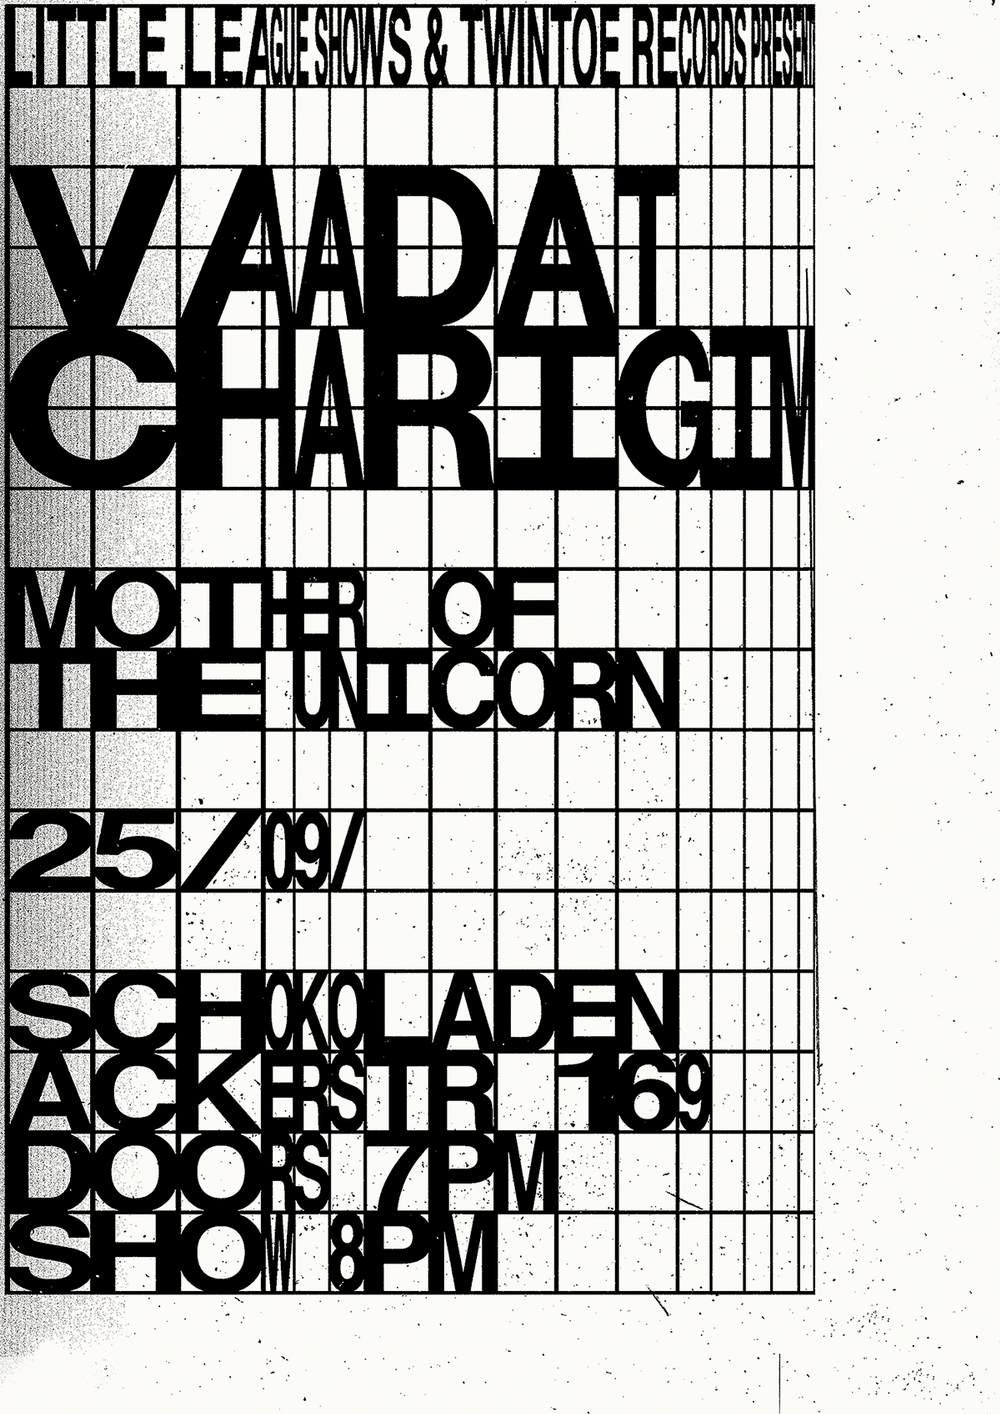 LITTLE LEAGUE SHOWS & TWINTOE RECORDS PRESENT
VAADAT
CHARIGIM
MOTHER OF
THE UNICORN
25/09/
SCHOKOLADEN
ACKERSTR 169
DOORS 7PM
SHOW 8PM